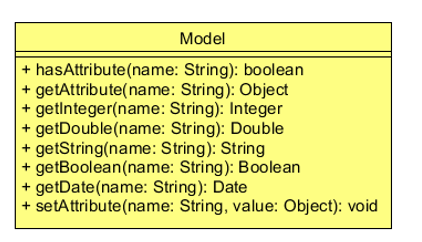 Model
+ hasAttribute(name: String): boolean
+ getAttribute(name: String): Object
+ getInteger(name: String): Integer
+ getDouble(name: String): Double
+ getString(name: String): String
+ getBoolean(name: String): Boolean
+ getDate(name: String): Date
+ setAttribute(name: String, value: Object): void